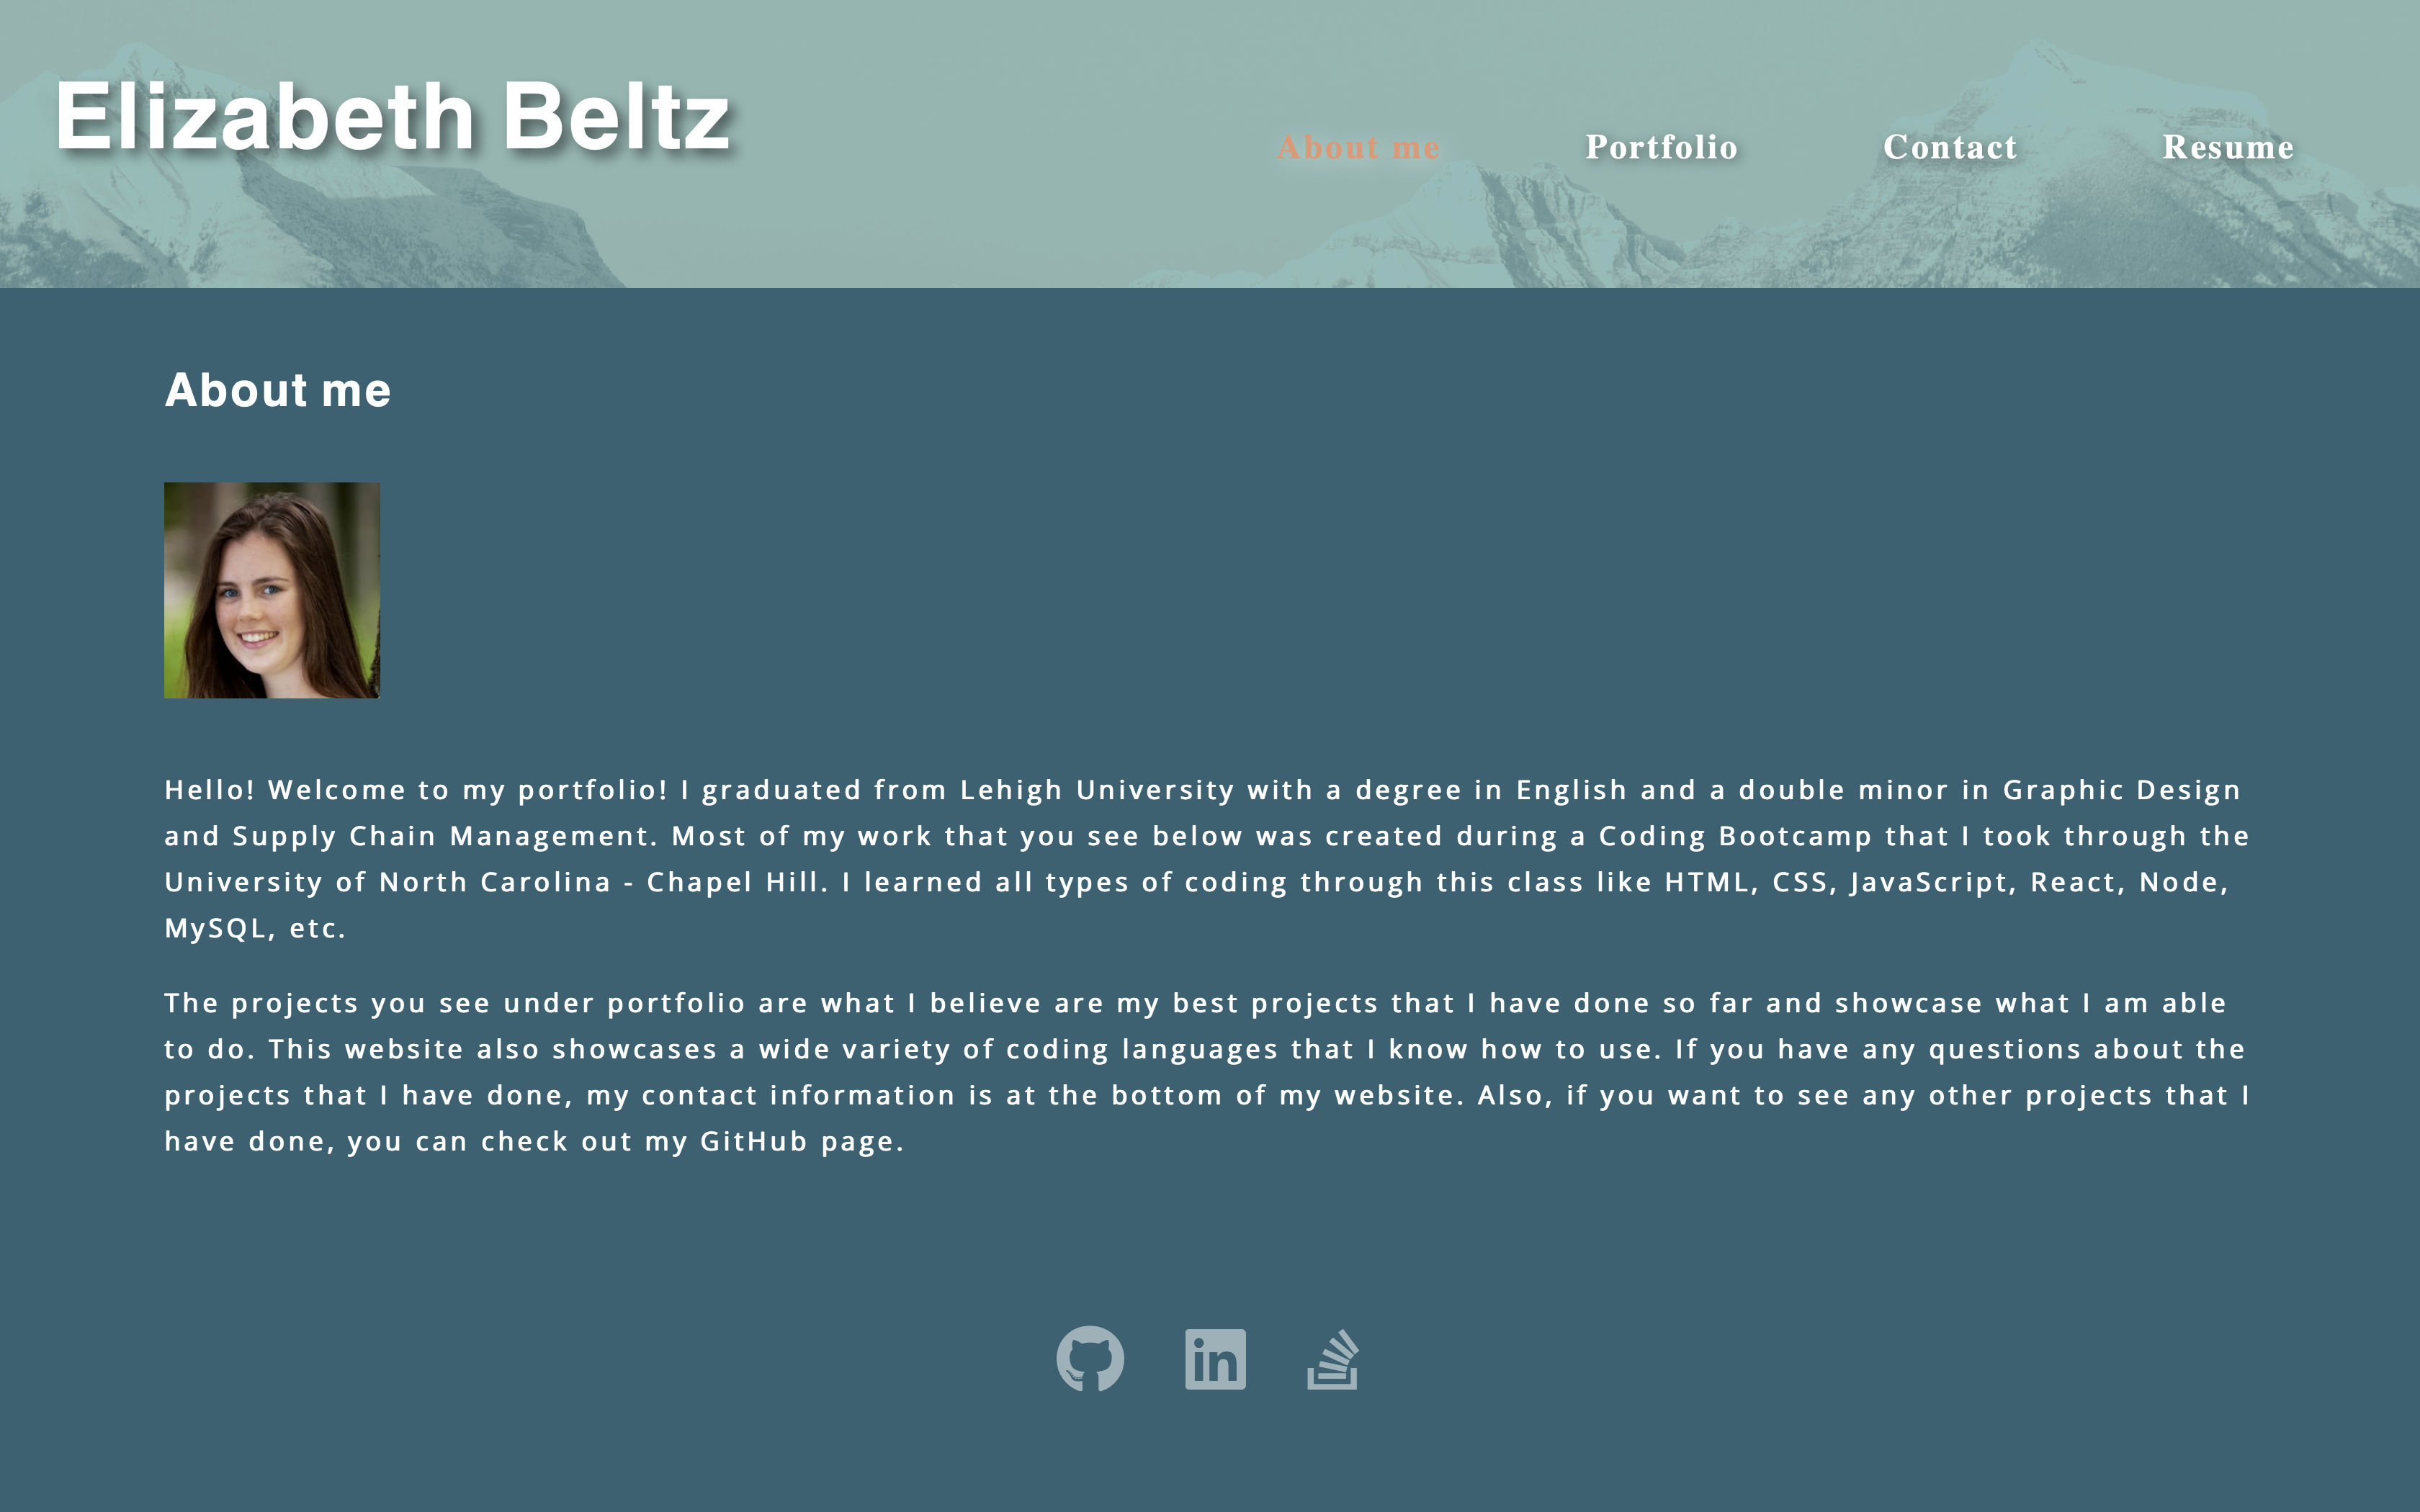 Elizabeth Beltz
About me
Portfolio
Contact
Resume
About me
Hello! Welcome to my portfolio! I graduated from Lehigh University with a degree in English and a double minor in Graphic Design
and Supply Chain Management. Most of my work that you see below was created during a Coding Bootcamp that I took through the
University of North Carolina - Chapel Hill. I learned all types of coding through this class like HTML, CSS, JavaScript, React, Node,
MySQL, etc.
The projects you see under portfolio are what I believe are my best projects that I have done so far and showcase what I am able
to do. This website also showcases a wide variety of coding languages that I know how to use. If you have any questions about the
projects that I have done, my contact information is at the bottom of my website. Also, if you want to see any other projects that I
have done, you can check out my GitHub page.
in